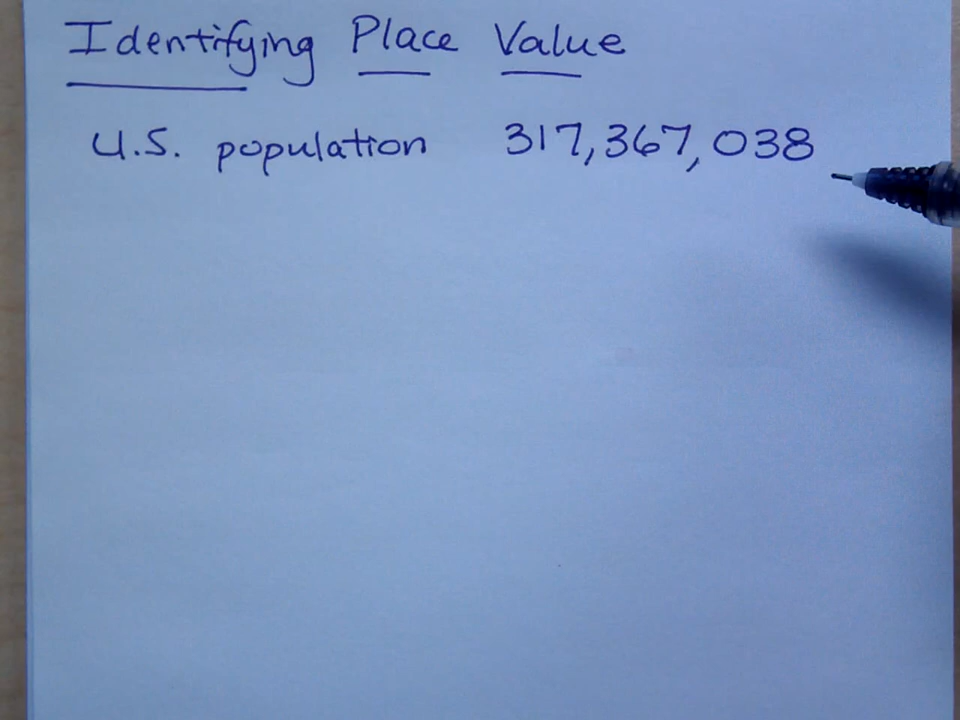 Identifying Place Value
U.S. population 317,367,038